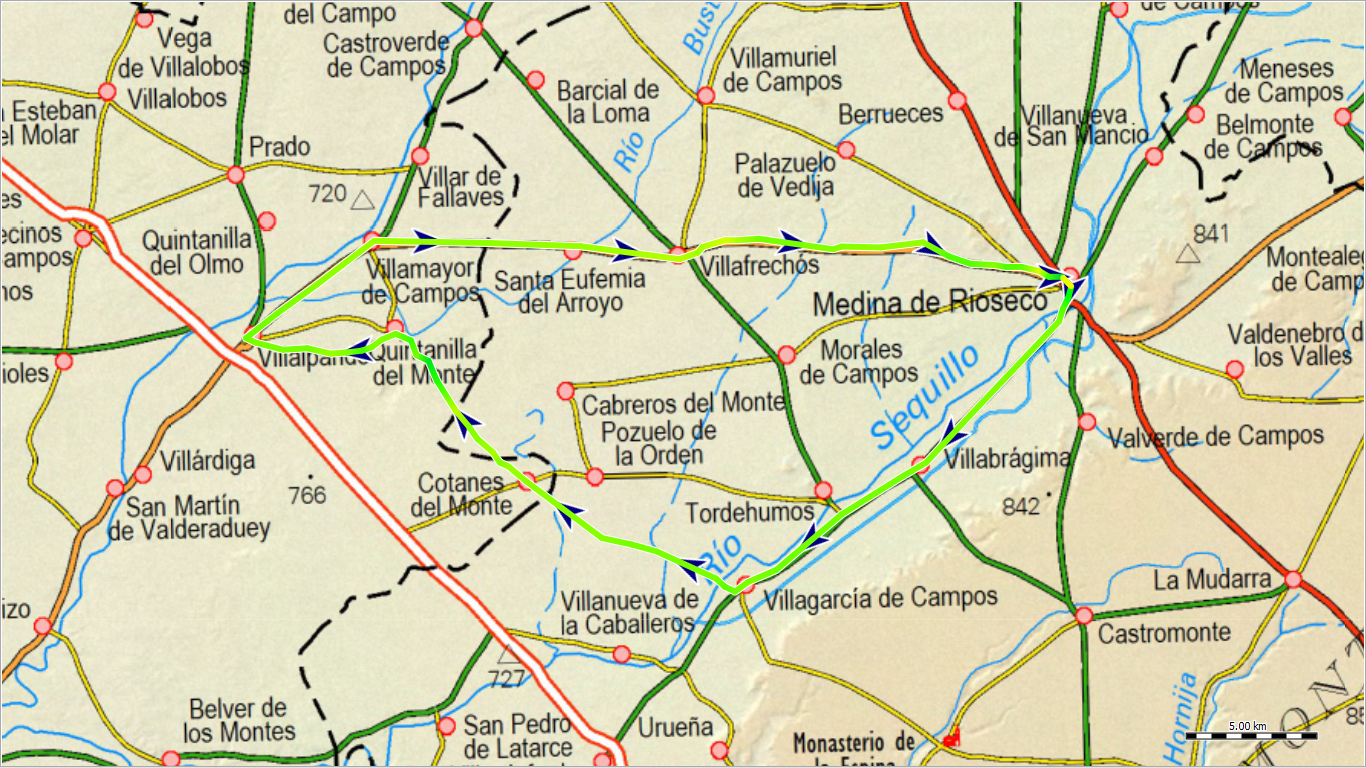 del Campo
de Campos
Bust
Vega
de Villalobos
Castroverde
de Campos
Villamuriel
de Campos
Meneses
de Campos
Villalobos
Esteban
el Molar
Barcial de
la Loma
Berrueces
Villanueva
de San Mancio
Belmonte
de Campos
Prado
Río
Palazuelo
de Vedija
720
Villar de
Fallaves
es
ecinos
ampos
Quintanilla
del Olmo
841
Montealeg
de Camp
nos
Villamayor
de Campos
Santa Eufemia
del Arroyo
Villafrechós
Medina de Rioseco
Villalpando
Quintanilla
del Monte
Morales
de Campos
Valdenebro d
los Valles
ioles
Sequillo
Cabreros del Monte
Pozuelo de
la Orden
Valverde de Campos
Villárdiga
766
Cotanes
del Monte
Villabrágima
842
San Martín
de Valderaduey
Tordehumos
Río
La Mudarra
izo
Villanueva de
la Caballeros
Villagarcía de Campos
Castromonte
727
Belver de
los Montes
San Pedro
de Latarce
Urueña
Monasterio de
la Espina
Hornija
5.00 km
M O N T
88